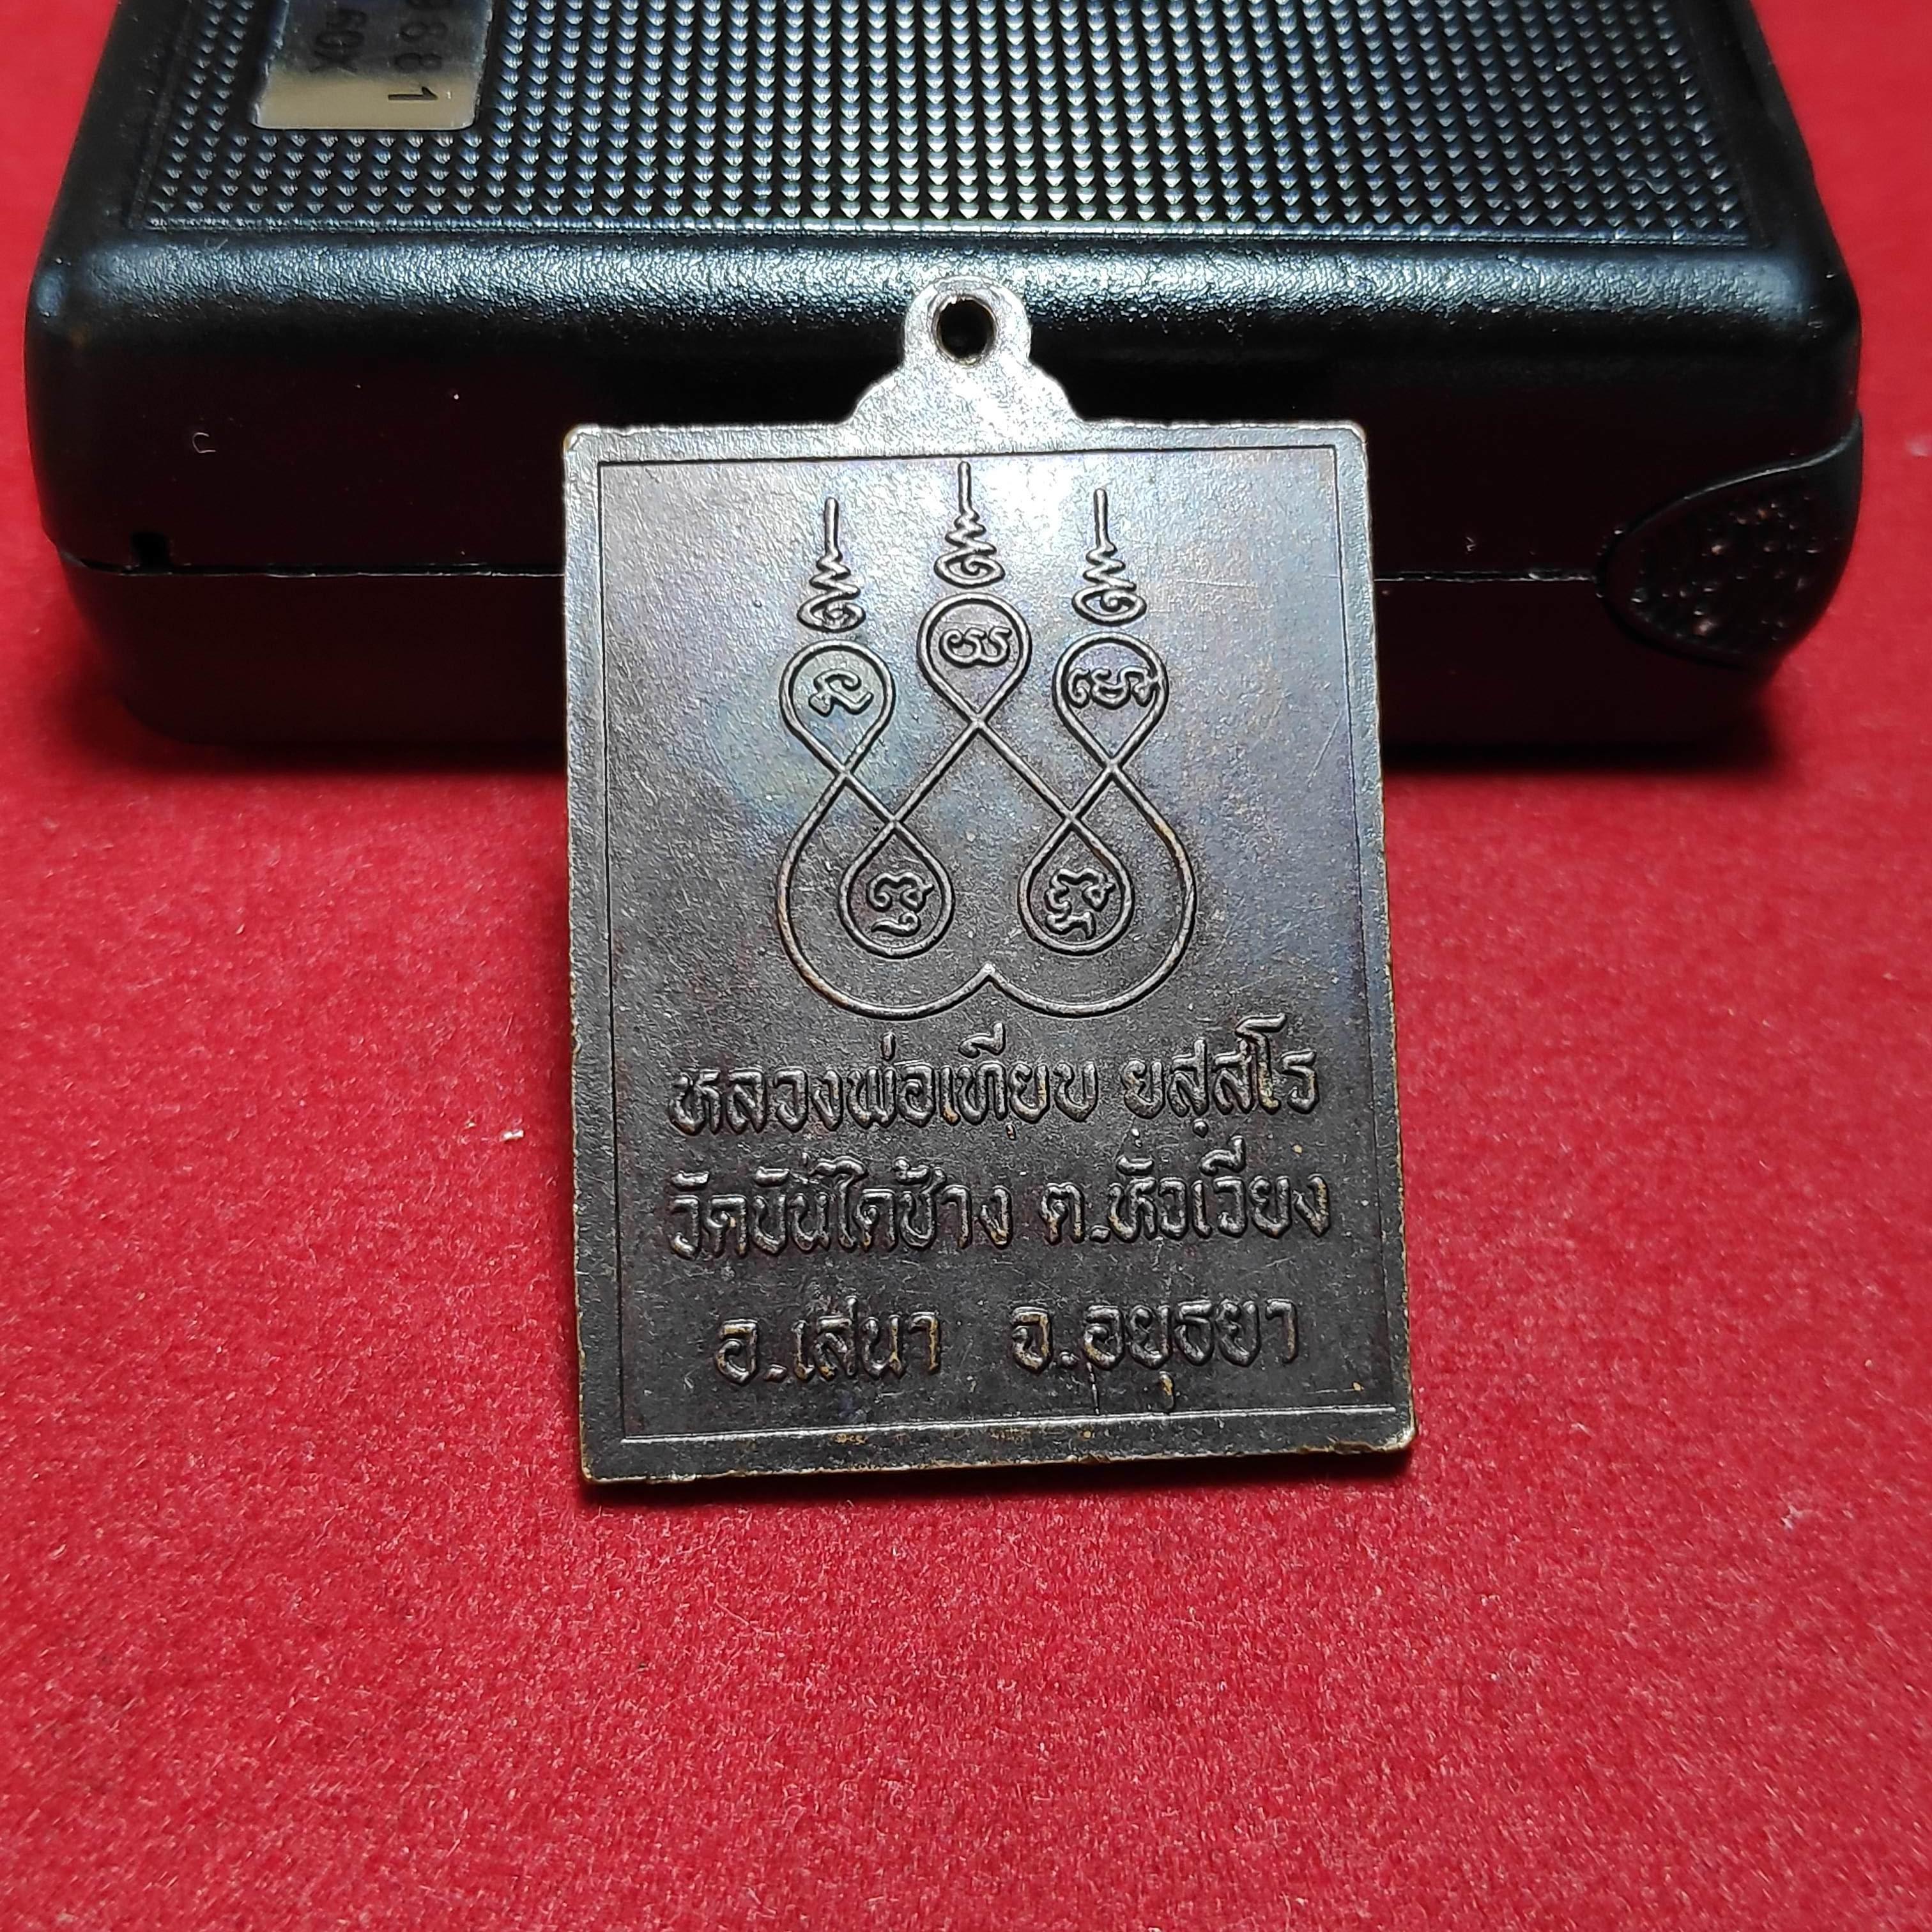 9681
60X
หลวงพ่อเทียบ ยสฺสโร
วัดบันได้ช้าง ต.หัวเวียง
อ.เสนา จ.อยุธยา